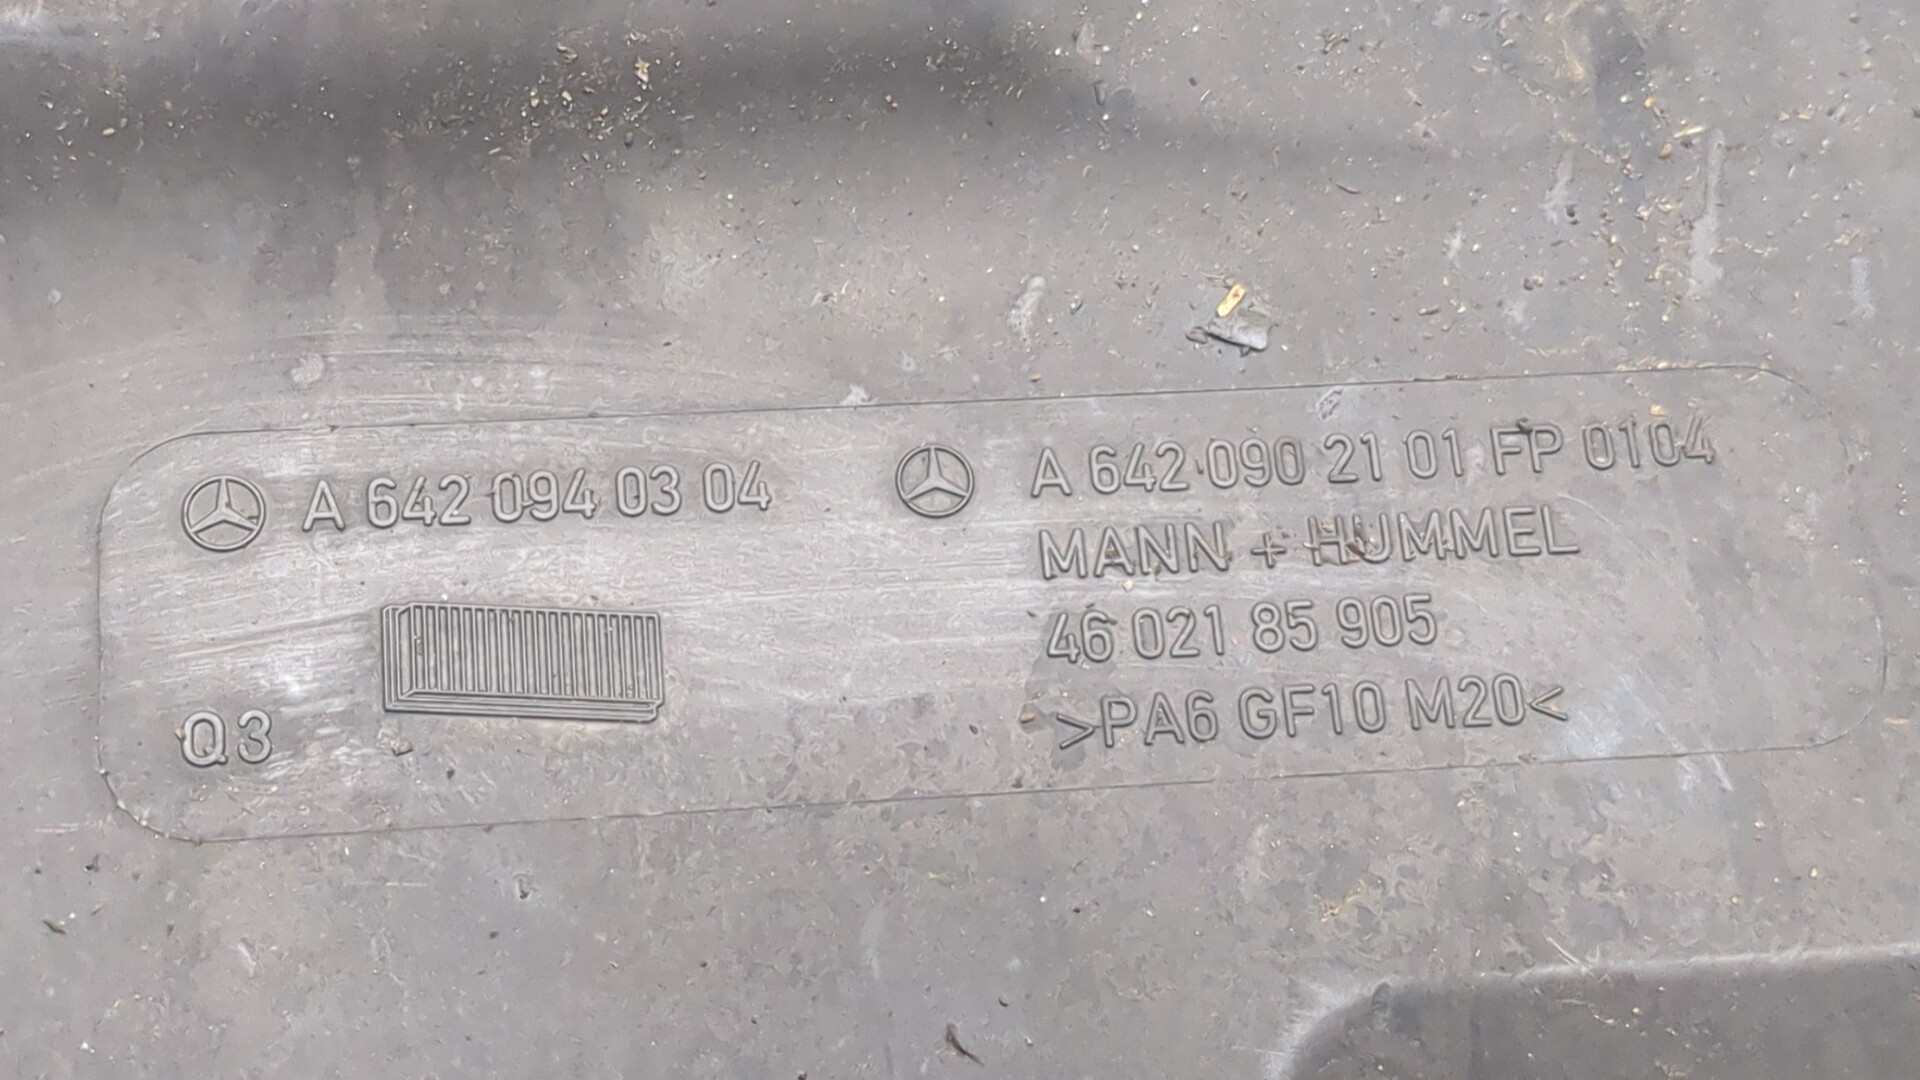 A 642 094 03 04
Q3
A 642 090 21 01 FP 0104
MANN + HUMMEL
46 021 85 905
>PA6 GF10 M20<